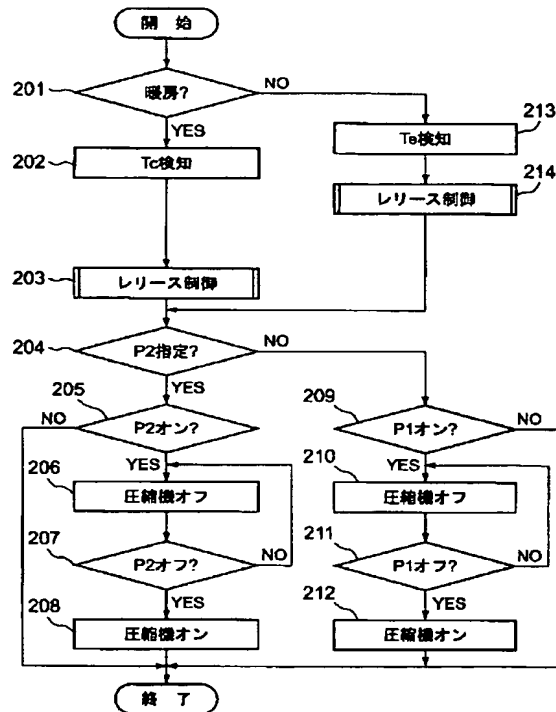 開 始
201
暖房?
NO
YES
202
Tc検知
213
Te検知
214
レリース制御
203
レリース制御
204
P2指定?
NO
YES
205
NO
P2オン?
YES
206
圧縮機オフ
207
P2オフ?
NO
YES
208
圧縮機オン
209
P1オン?
NO
YES
210
圧縮機オフ
211
P1オフ?
NO
YES
212
圧縮機オン
終 了